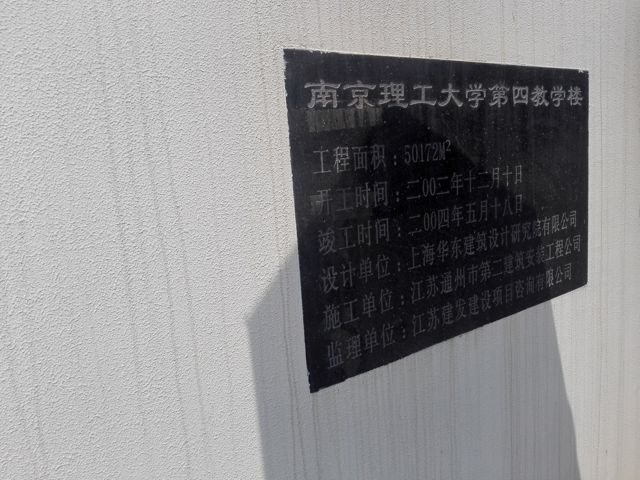 南京理工大学第四教学楼
工程面积：50172M²
开工时间：二00二年十二月十日
竣工时间：二00四年五月十八日
设计单位：上海华东建筑设计研究院有限公司
施工单位：江苏通州市第二建筑安装工程公司
监理单位：江苏建发建设项目咨询有限公司